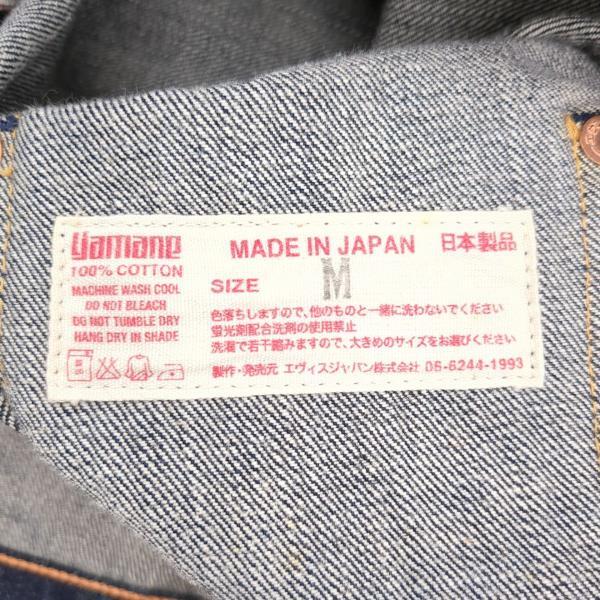 yamane
100% COTTON
MACHINE WASH COOL
DO NOT BLEACH
DO NOT TUMBLE DRY
HANG DRY IN SHADE
MADE IN JAPAN 日本製品
SIZE M
色落ちしますので、他のものと一緒に洗わないでください
蛍光剤配合洗剤の使用禁止
洗濯で若干縮みますので、大きめのサイズをお選びください
製作・発売元 エヴィスジャパン株式会社 06-6244-1993